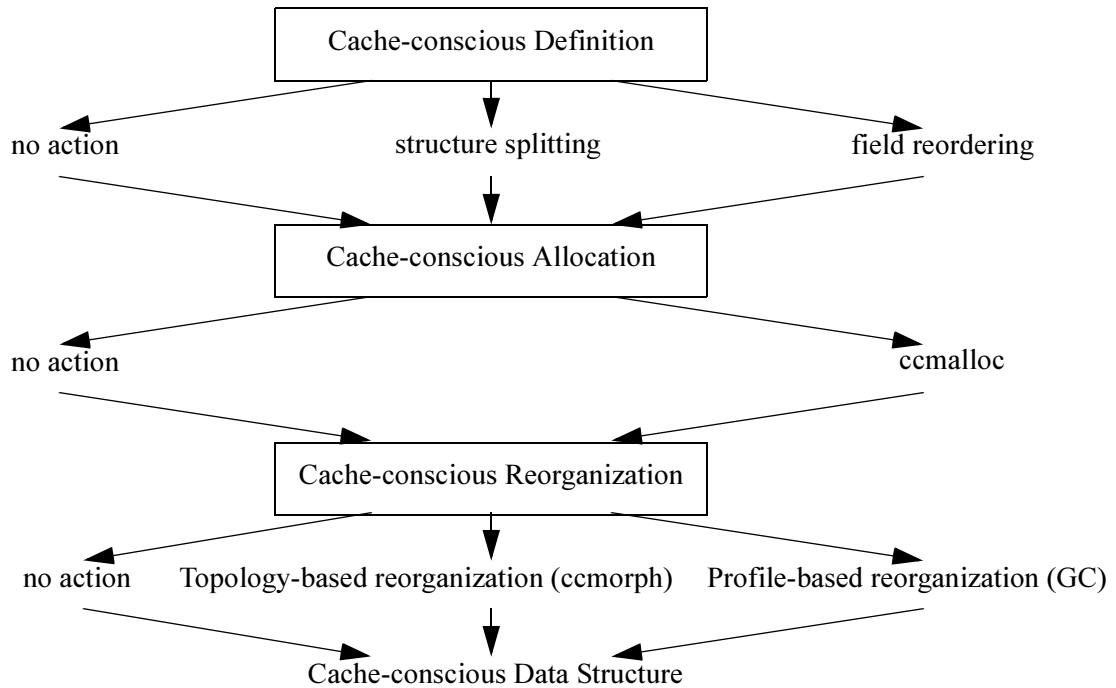 Cache-conscious Definition
no action
structure splitting
field reordering
Cache-conscious Allocation
no action
ccmalloc
Cache-conscious Reorganization
no action
Topology-based reorganization (ccmorph)
Profile-based reorganization (GC)
Cache-conscious Data Structure